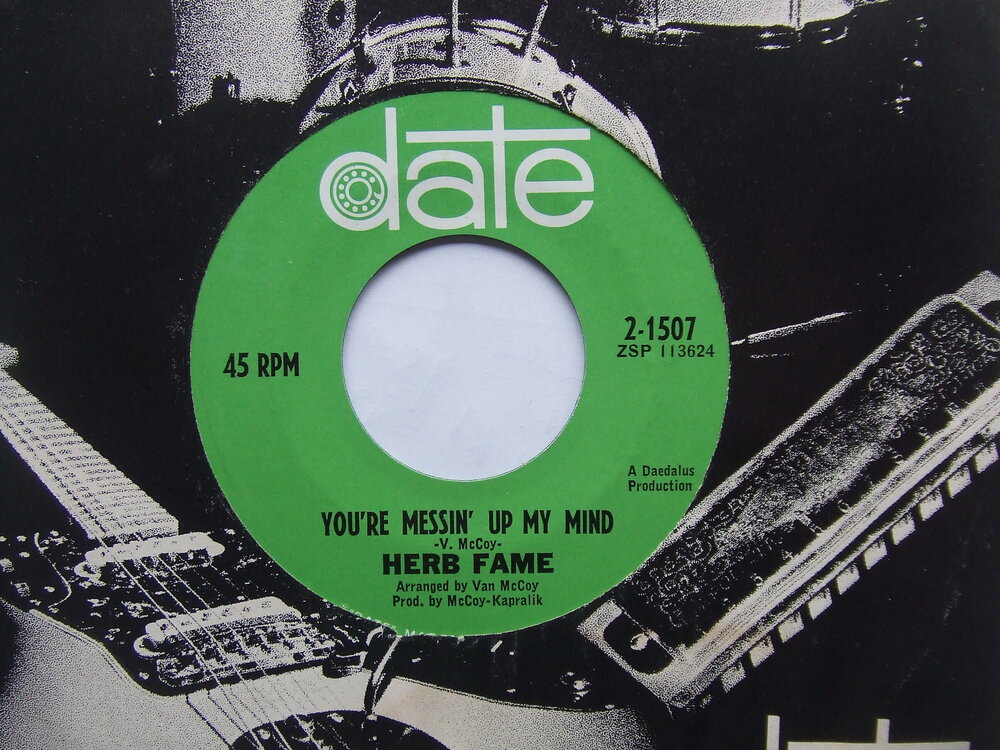 date
45 RPM
2-1507
ZSP 113624
A Daedalus
Production
YOU'RE MESSIN' UP MY MIND
-V. McCoy-
HERB FAME
Arranged by Van McCoy
Prod. by McCoy-Kapralik